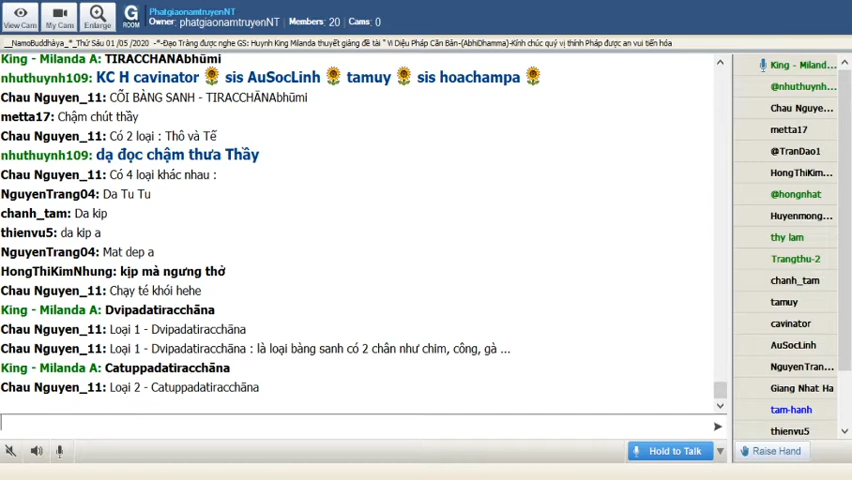 View Cam
My Cam
Enlarge
G
ROOM
PhatgiaonamtruyenNT
Owner: phatgiaonamtruyenNT | Members: 20 | Cams: 0
__NamoBuddhàya_*_Thứ Sáu 01 /05 /2020 -*-Đạo Tràng được nghe GS: Huynh King Milanda thuyết giảng đề tài " Vi Diệu Pháp Căn Bản-(AbhiDhamma)-Kính chúc quý vị thính Pháp được an vui tiến hóa
King - Milanda A: TIRACCHANAbhūmi
nhuthuynh109: KC H cavinator 🌻 sis AuSocLinh 🌻 tamuy 🌻 sis hoachampa 🌻
Chau Nguyen_11: CÕI BÀNG SANH - TIRACCHĀNAbhūmi
metta17: Chậm chút thầy
Chau Nguyen_11: Có 2 loại : Thô và Tế
nhuthuynh109: dạ đọc chậm thưa Thầy
Chau Nguyen_11: Có 4 loại khác nhau :
NguyenTrang04: Da Tu Tu
chanh_tam: Da kip
thienvu5: da kip a
NguyenTrang04: Mat dep a
HongThiKimNhung: kịp mà ngưng thở
Chau Nguyen_11: Chạy té khói hehe
King - Milanda A: Dvipadatiracchāna
Chau Nguyen_11: Loại 1 - Dvipadatiracchāna
Chau Nguyen_11: Loại 1 - Dvipadatiracchāna : là loại bàng sanh có 2 chân như chim, công, gà ...
King - Milanda A: Catuppadatiracchāna
Chau Nguyen_11: Loài 2 - Catuppadatiracchāna
King - Miland...
@nhuthuynh...
Chau Nguye...
metta17
@TranDao1
HongThiKim...
@hongnhat
Huyenmong...
thy lam
Trangthu-2
chanh_tam
tamuy
cavinator
AuSocLinh
NguyenTran...
Giang Nhat Ha
tam-hanh
thienvu5
Hold to Talk
Raise Hand